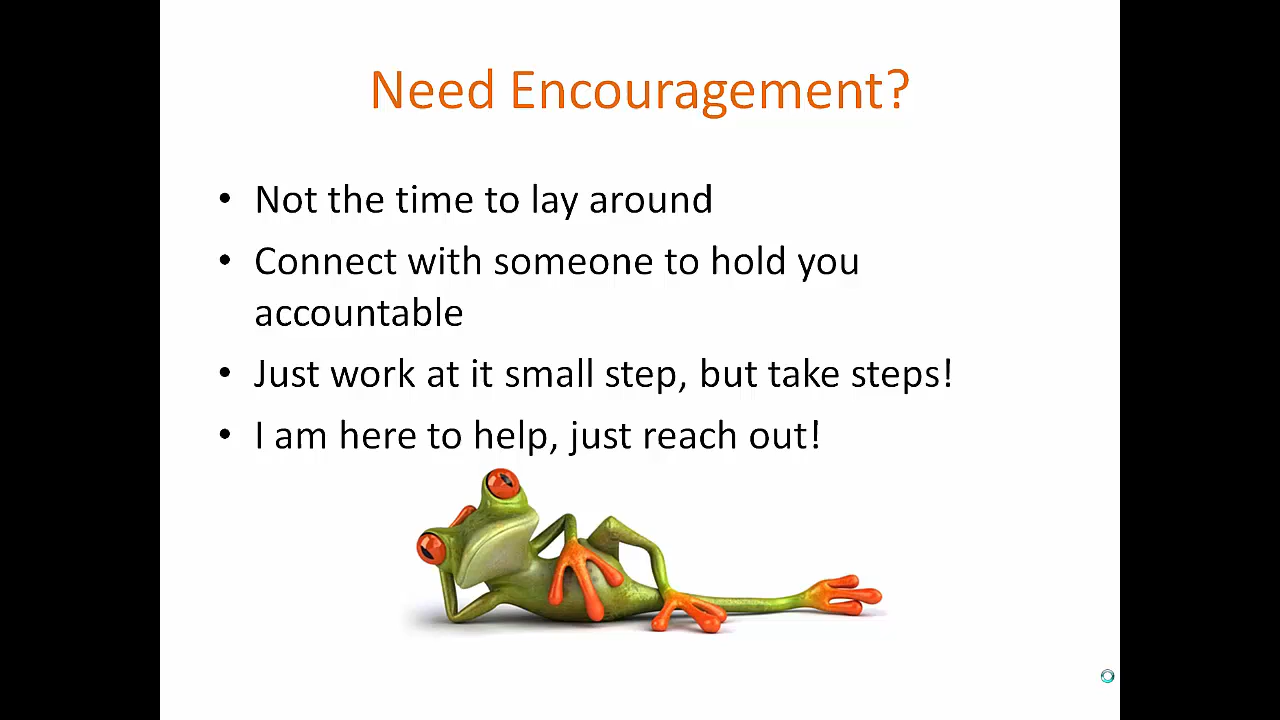 Need Encouragement?
• Not the time to lay around
• Connect with someone to hold you
accountable
• Just work at it small step, but take steps!
• I am here to help, just reach out!